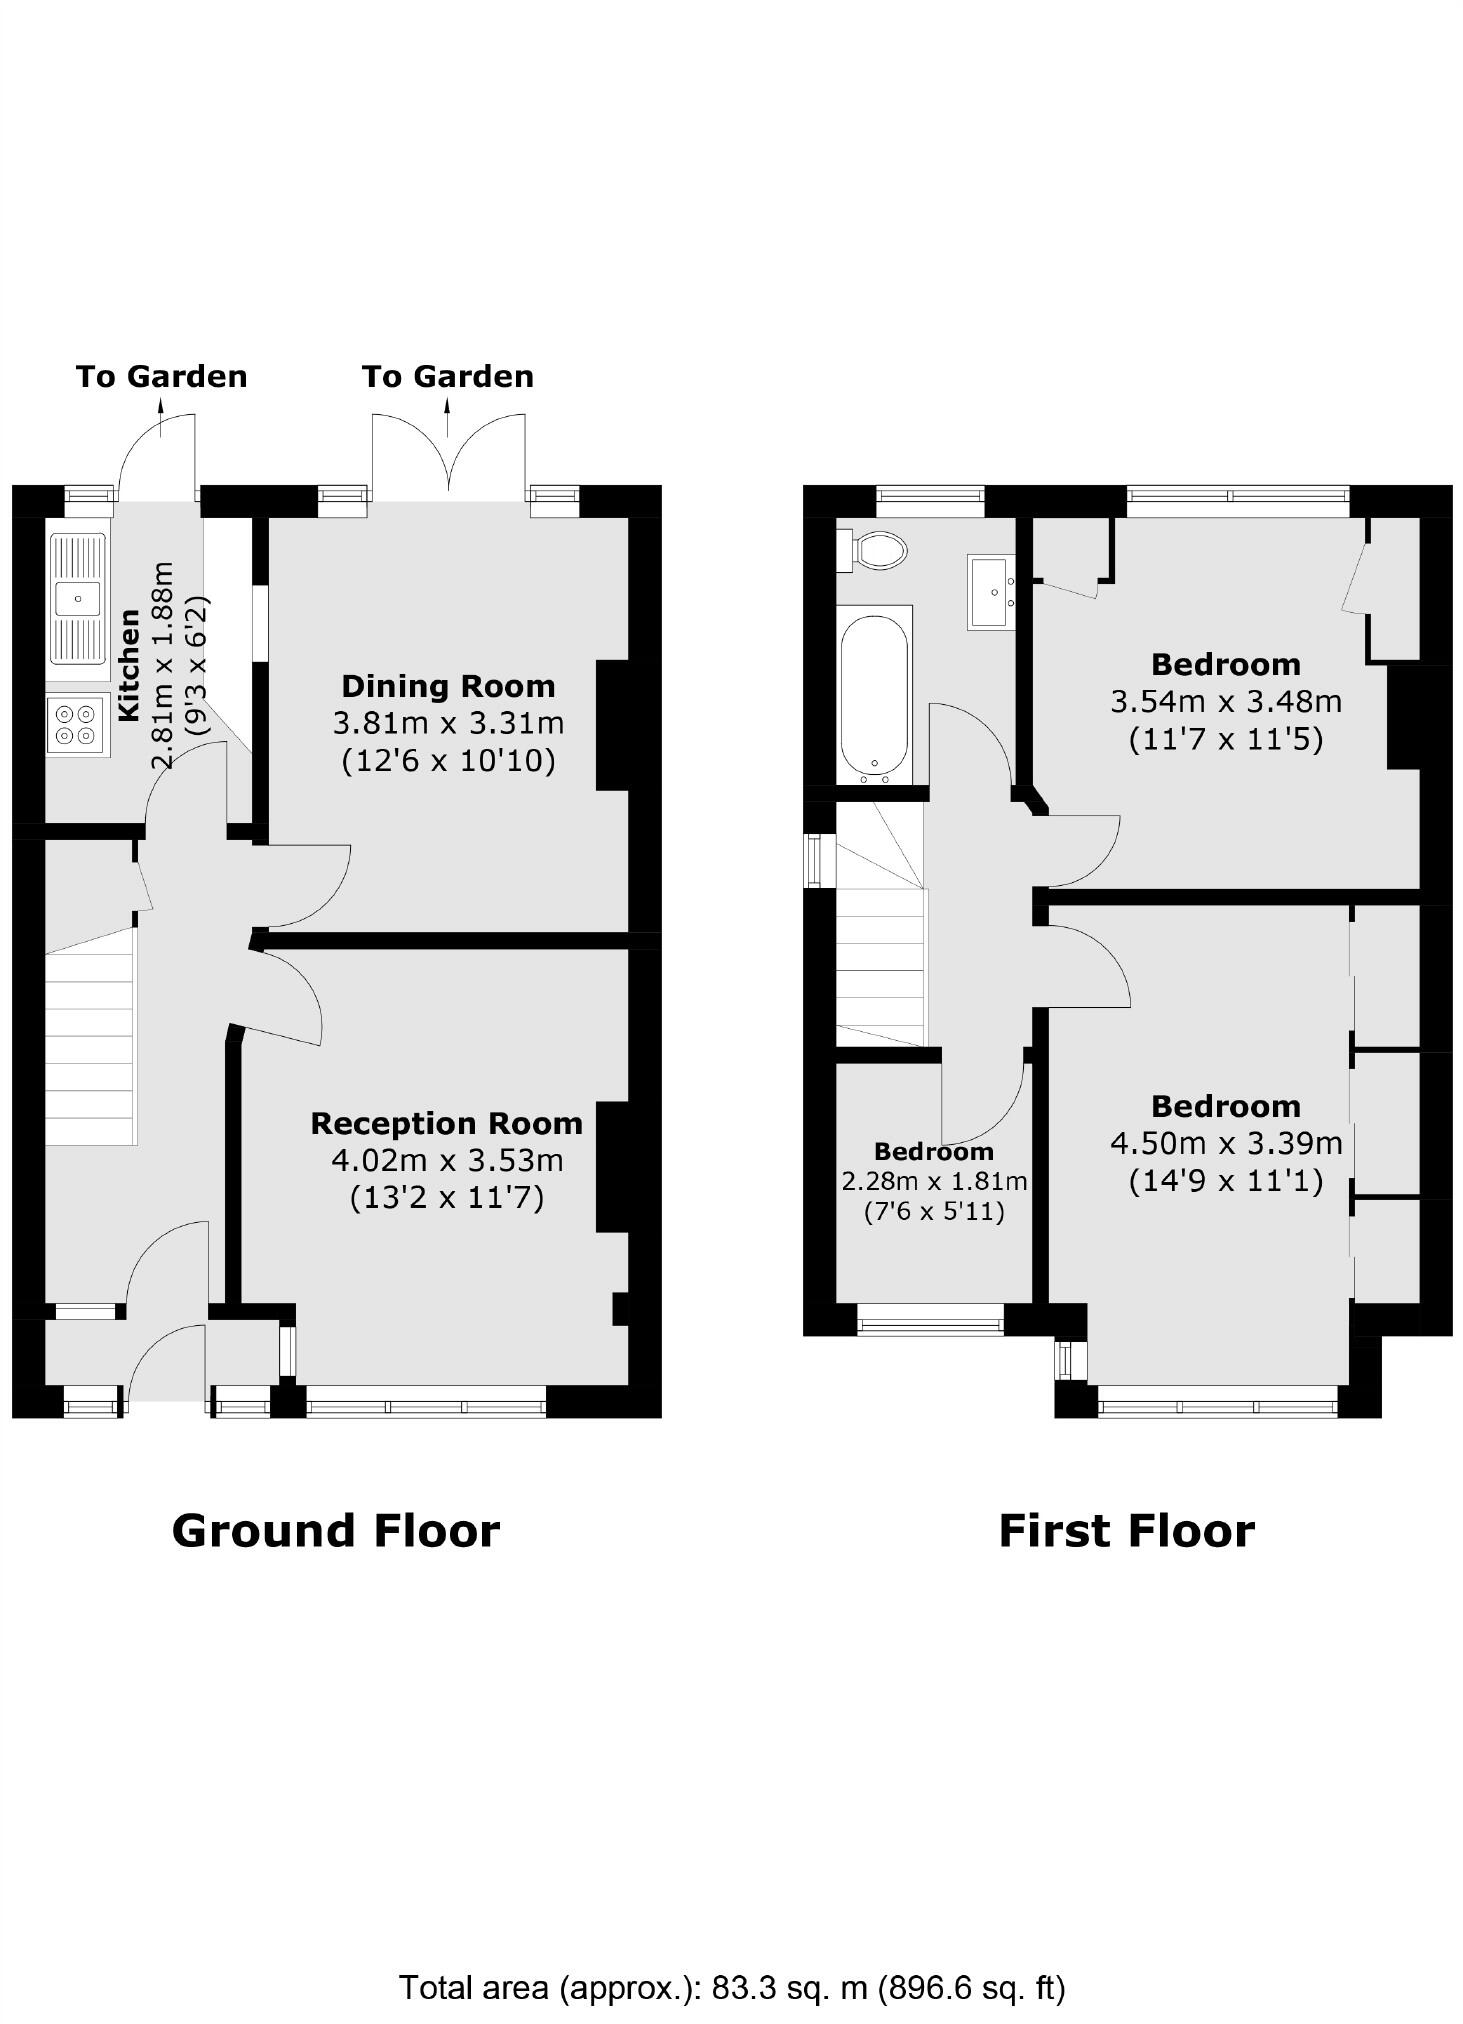 To Garden
To Garden
Kitchen
2.81m x 1.88m
(9'3 x 6'2)
Dining Room
3.81m x 3.31m
(12'6 x 10'10)
Reception Room
4.02m x 3.53m
(13'2 x 11'7)
Ground Floor
Bedroom
3.54m x 3.48m
(11'7 x 11'5)
Bedroom
4.50m x 3.39m
(14'9 x 11'1)
Bedroom
2.28m x 1.81m
(7'6 x 5'11)
First Floor
Total area (approx.): 83.3 sq. m (896.6 sq. ft)